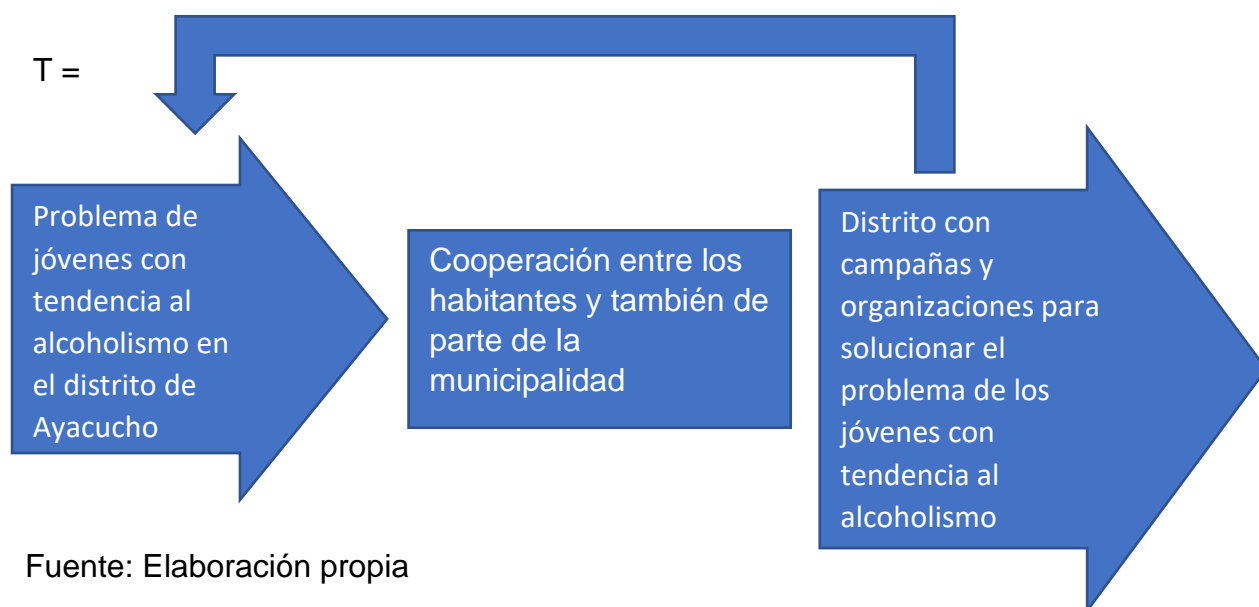 T =
Problema de
jóvenes con
tendencia al
alcoholismo en
el distrito de
Ayacucho
Cooperación entre los
habitantes y también de
parte de la
municipalidad
Distrito con
campañas y
organizaciones para
solucionar el
problema de los
jóvenes con
tendencia al
alcoholismo
Fuente: Elaboración propia